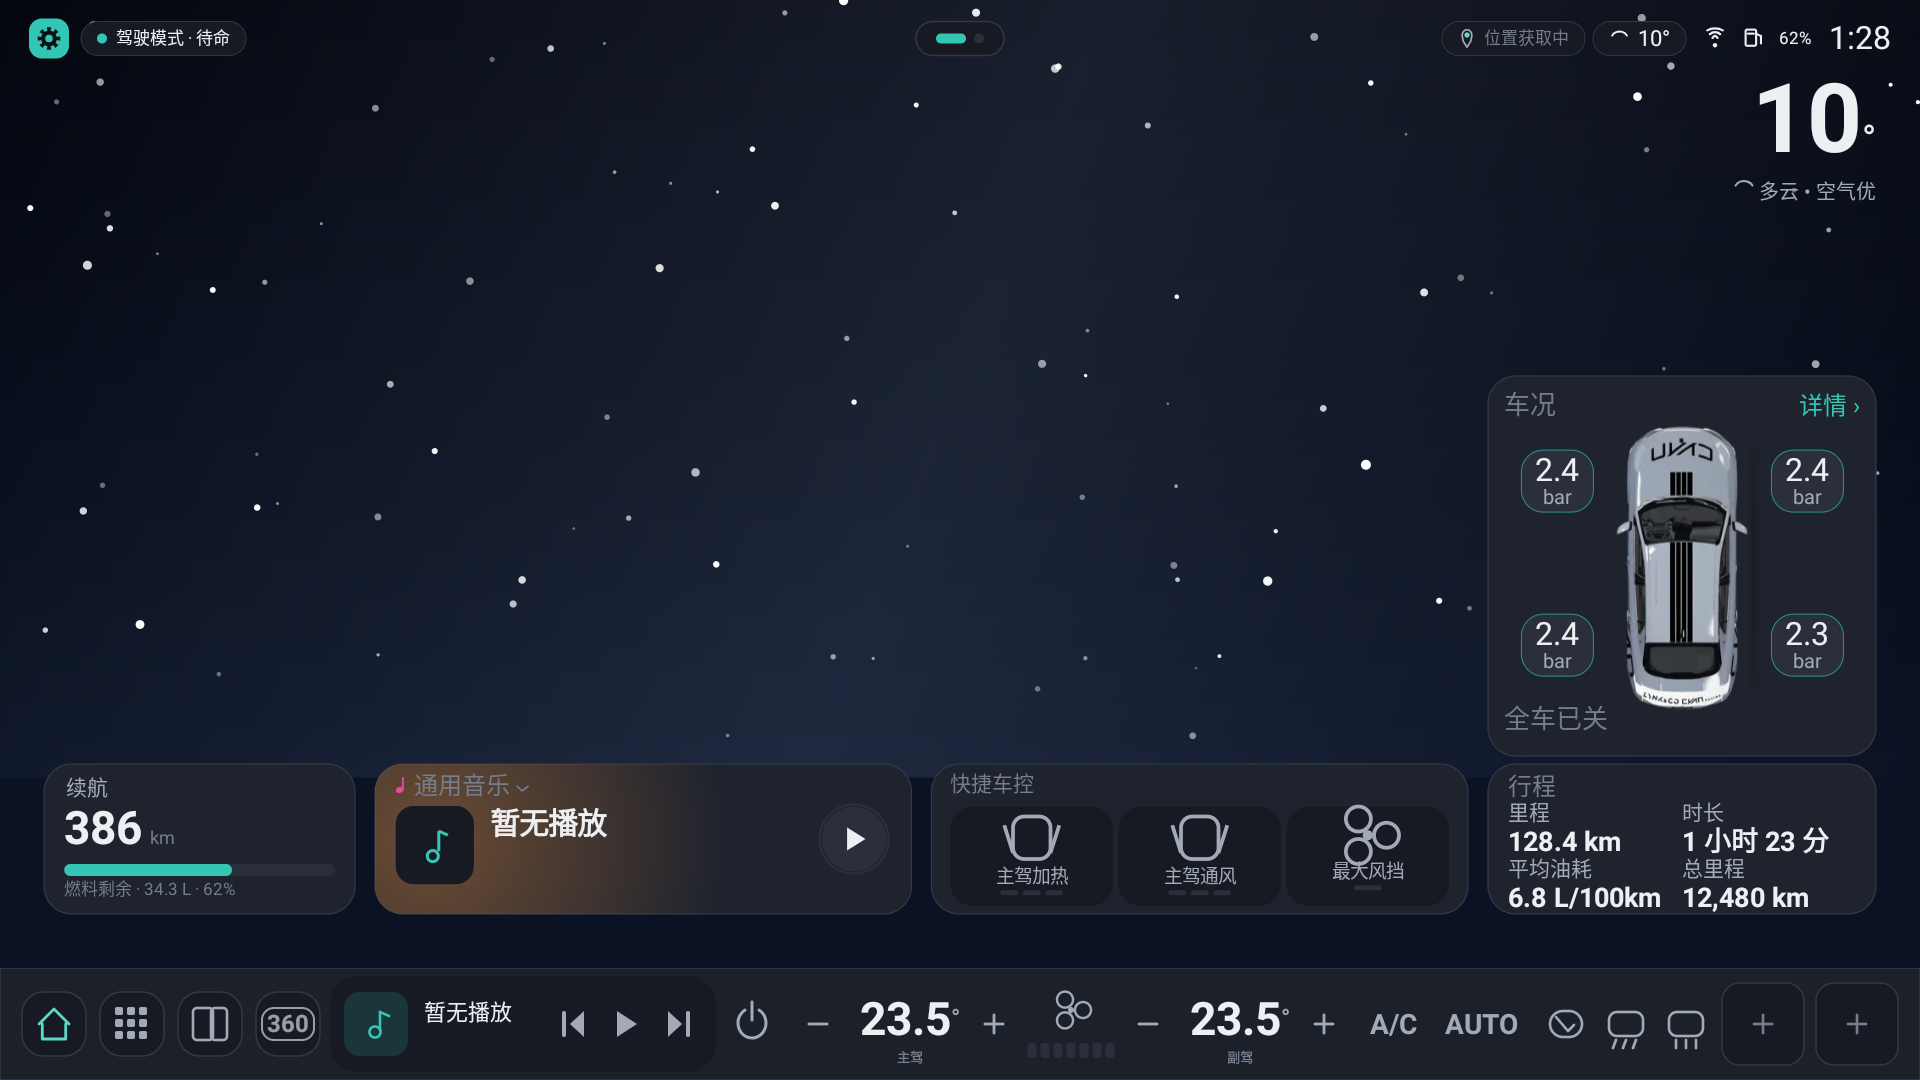 驾驶模式 · 待命
位置获取中
10°
62%
1:28
10°
多云 • 空气优
车况
详情 ›
2.4
bar
2.4
bar
2.4
bar
2.3
bar
全车已关
续航
386 km
燃料剩余 · 34.3 L · 62%
通用音乐
暂无播放
快捷车控
主驾加热
主驾通风
最大风挡
行程
里程
128.4 km
时长
1 小时 23 分
平均油耗
6.8 L/100km
总里程
12,480 km
360
暂无播放
23.5°
主驾
23.5°
副驾
A/C
AUTO